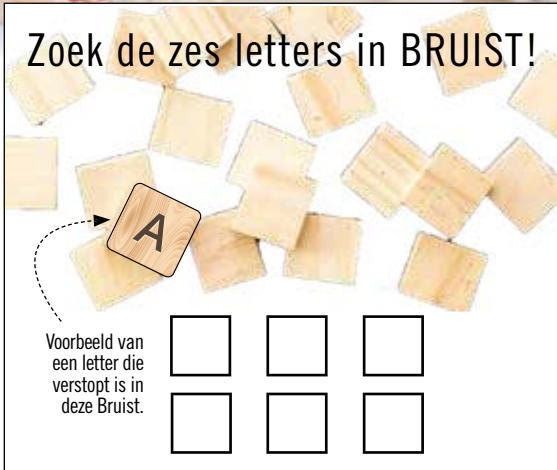 Zoek de zes letters in BRUIST!
A
Voorbeeld van
een letter die
verstopt is in
deze Bruist.